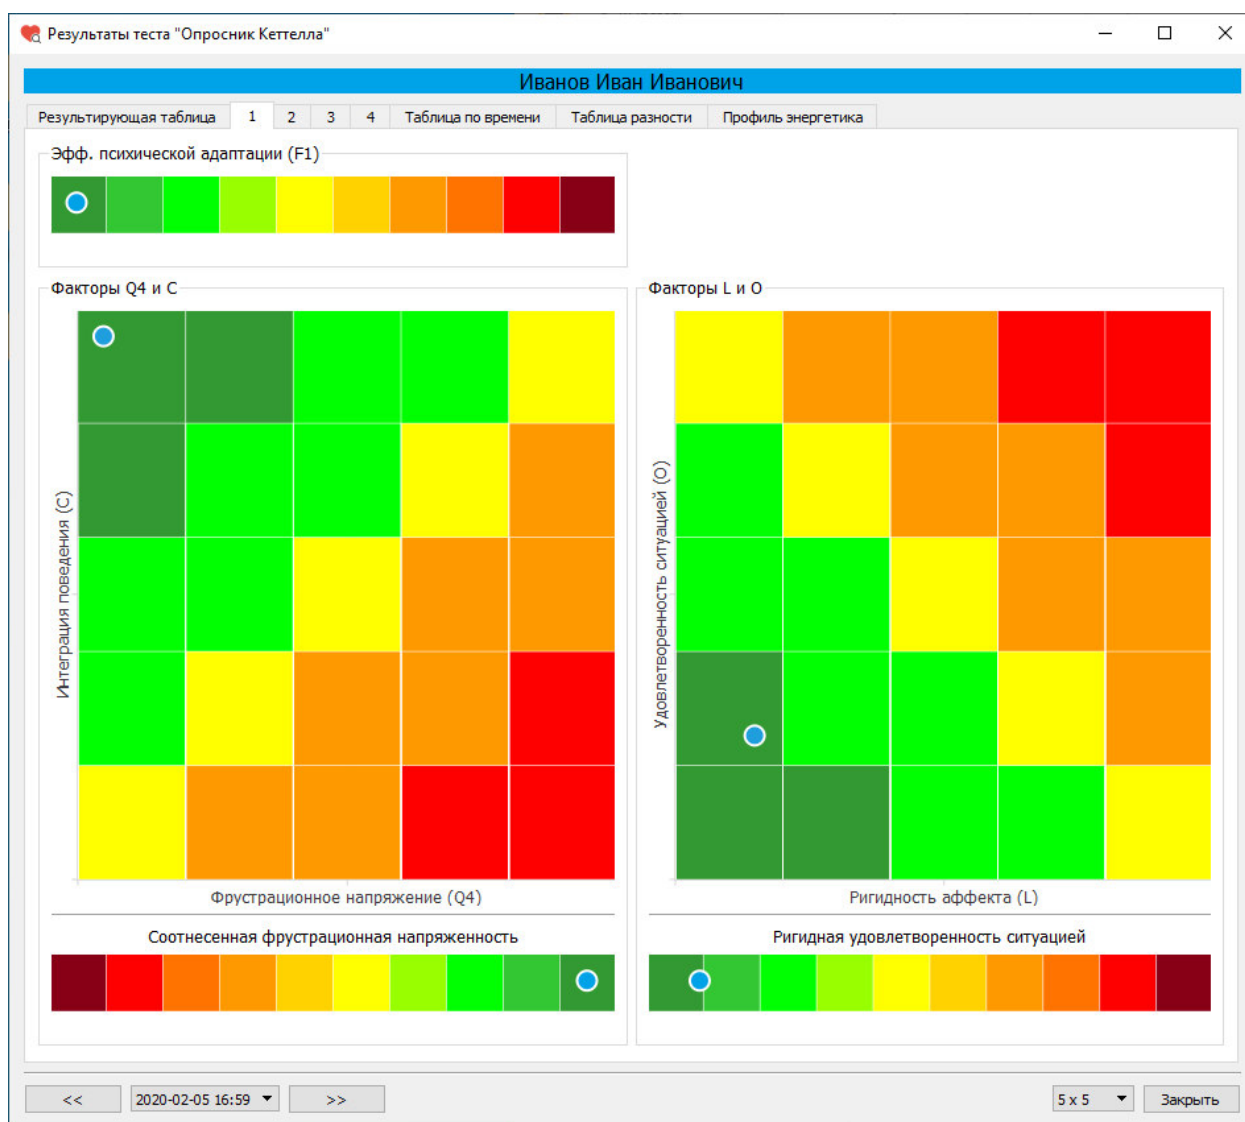 Результаты теста "Опросник Кеттелла"
Иванов Иван Иванович
Результирующая таблица 1 2 3 4 Таблица по времени Таблица разности Профиль энергетика
Эфф. психической адаптации (F1)
Факторы Q4 и C
Интеграция поведения (C)
Фрустрационное напряжение (Q4)
Соотнесенная фрустрационная напряженность
Факторы L и O
Удовлетворенность ситуацией (O)
Ригидность аффекта (L)
Ригидная удовлетворенность ситуацией
<< 2020-02-05 16:59 >> 5 x 5 Закрыть